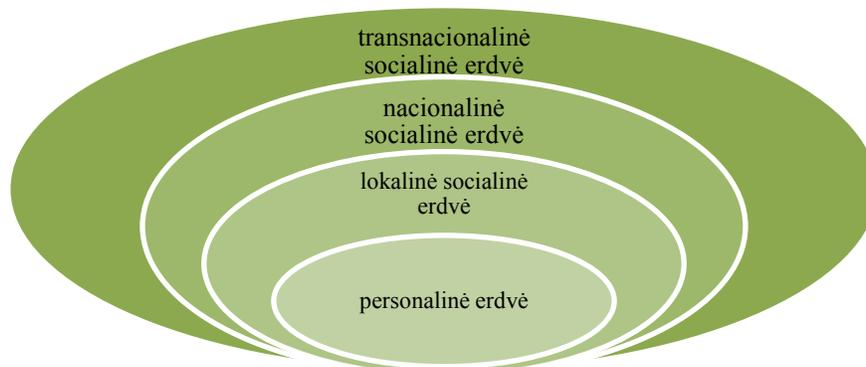 transnacionalinė
socialinė erdvė
nacionalinė
socialinė erdvė
lokalinė socialinė
erdvė
personalinė erdvė